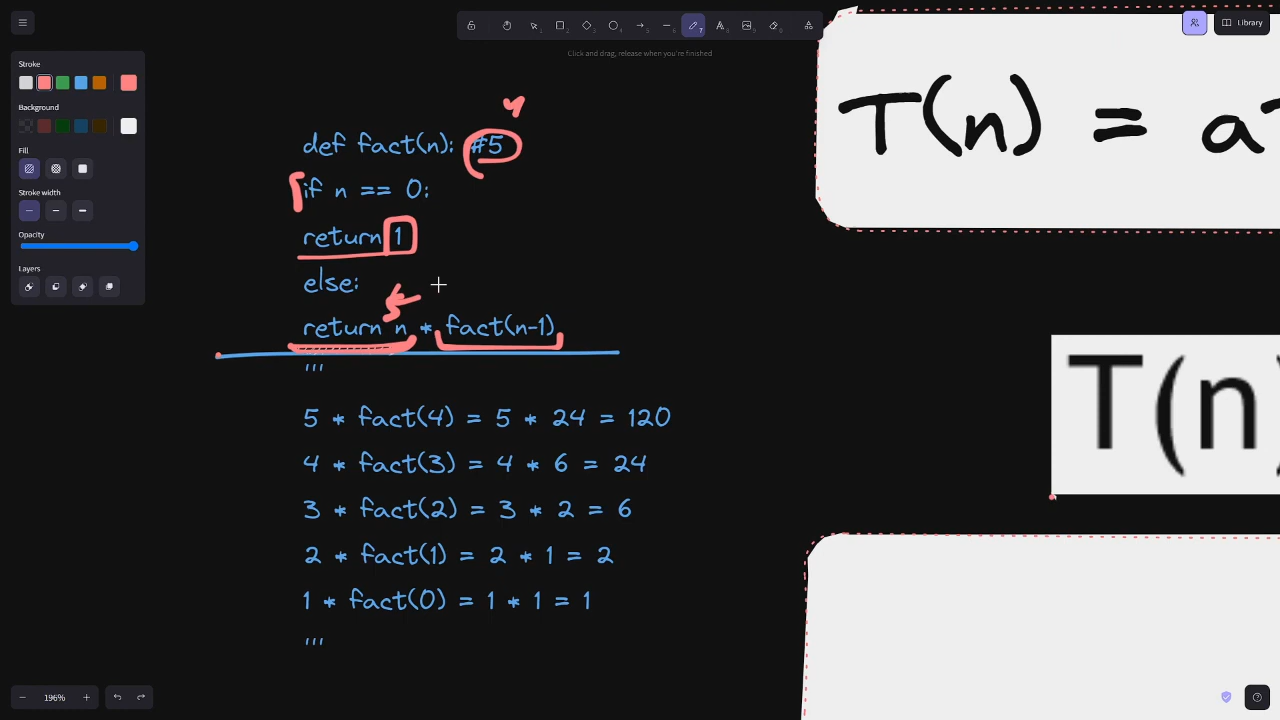 Click and drag, release when you're finished
Library
Stroke
Background
Fill
Stroke width
Opacity
Layers
196%
def fact(n): #5
if n == 0:
return 1
else:
return n * fact(n-1)
'''
5 * fact(4) = 5 * 24 = 120
4 * fact(3) = 4 * 6 = 24
3 * fact(2) = 3 * 2 = 6
2 * fact(1) = 2 * 1 = 2
1 * fact(0) = 1 * 1 = 1
'''
T(n) = a
T(n)